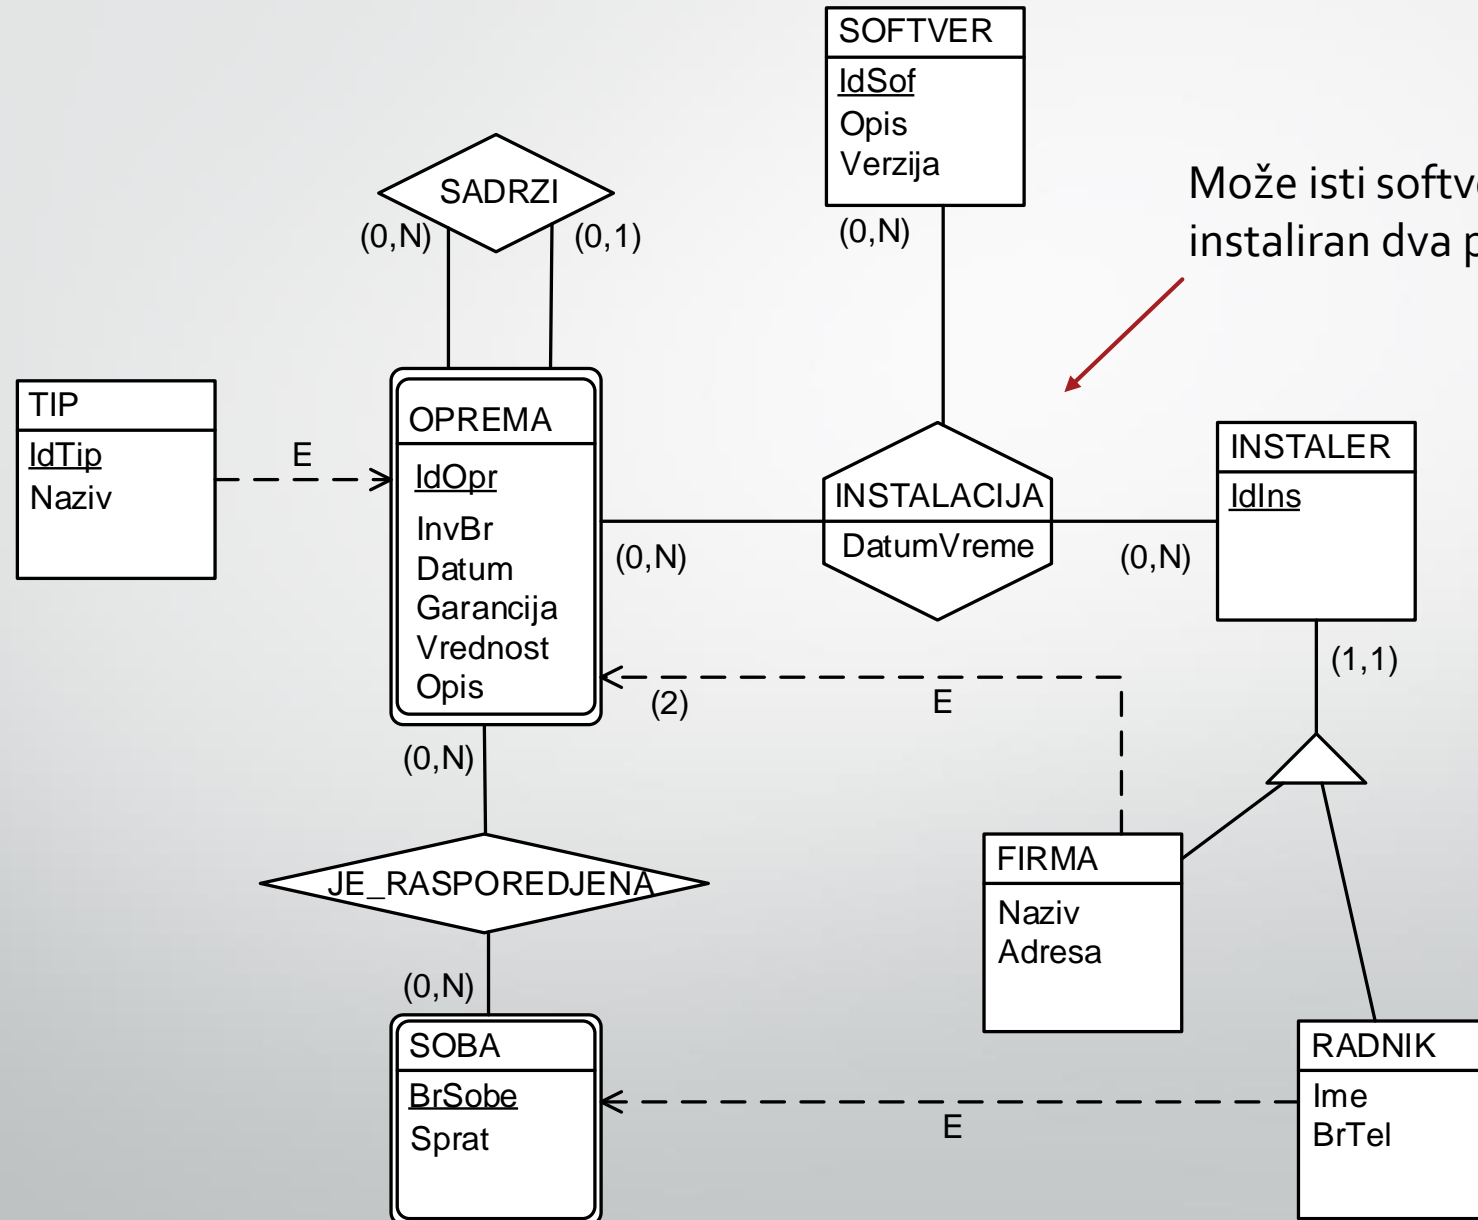 SOFTVER
IdSof
Opis
Verzija
Može isti
instaliran dva
SADRZI
(0,N)
(0,1)
(0,N)
TIP
IdTip
Naziv
E
OPREMA
IdOpr
InvBr
Datum
Garancija
Vrednost
Opis
(0,N)
INSTALACIJA
DatumVreme
(0,N)
INSTALER
IdIns
(1,1)
(2)
E
(0,N)
JE_RASPOREDJENA
(0,N)
FIRMA
Naziv
Adresa
SOBA
BrSobe
Sprat
E
RADNIK
Ime
BrTel